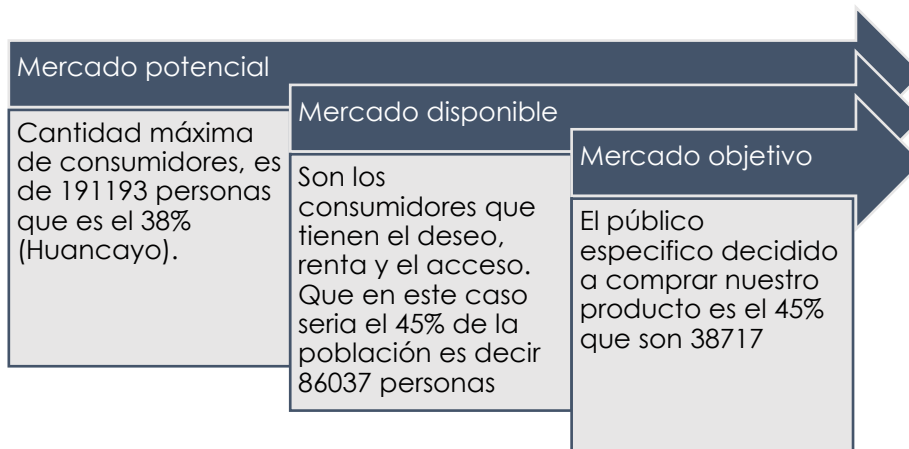 Mercado potencial
Cantidad máxima
de consumidores, es
de 191193 personas
que es el 38%
(Huancayo).
Mercado disponible
Son los
consumidores que
tienen el deseo,
renta y el acceso.
Que en este caso
seria el 45% de la
población es decir
86037 personas
Mercado objetivo
El público
especifico decidido
a comprar nuestro
producto es el 45%
que son 38717